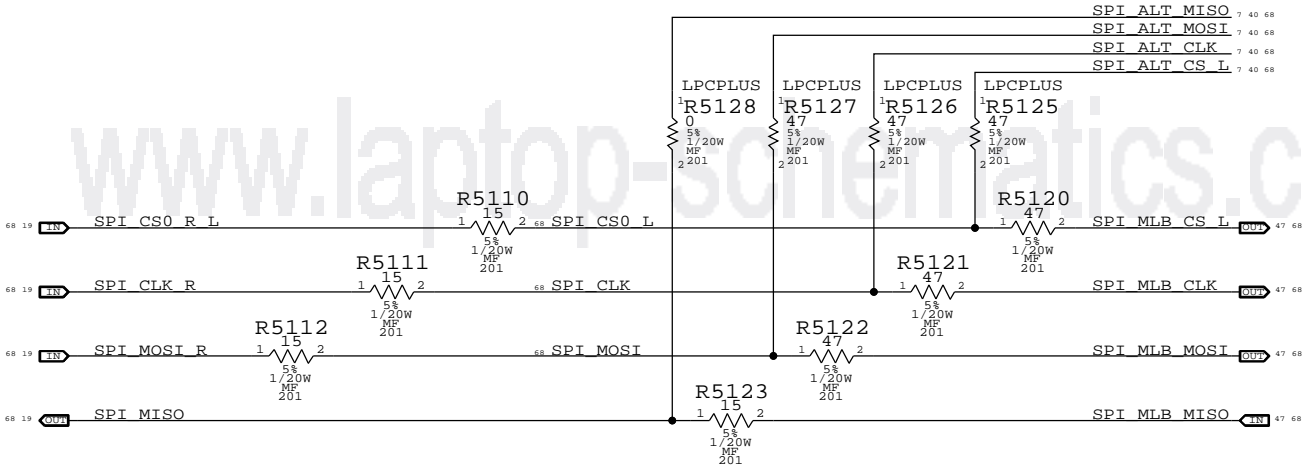 SPI_ALT_MISO 7 40 68
SPI_ALT_MOSI 7 40 68
SPI_ALT_CLK 7 40 68
SPI_ALT_CS_L 7 40 68
LPCPLUS LPCPLUS LPCPLUS LPCPLUS
1 R5128 1 R5127 1 R5126 1 R5125
0 47 47 47
5% 5% 5% 5%
1/20W 1/20W 1/20W 1/20W
MF MF MF MF
2 201 2 201 2 201 2 201
www.laptop-schematics.c
R5110 R5120
68 19 IN SPI_CS0_R_L 1 15 2 68 SPI_CS0_L 1 47 2 SPI_MLB_CS_L OUT 47 68
5% 5%
1/20W 1/20W
MF MF
201 201
R5111 R5121
68 19 IN SPI_CLK_R 1 15 2 68 SPI_CLK 1 47 2 SPI_MLB_CLK OUT 47 68
5% 5%
1/20W 1/20W
MF MF
201 201
R5112 R5122
68 19 IN SPI_MOSI_R 1 15 2 68 SPI_MOSI 1 47 2 SPI_MLB_MOSI OUT 47 68
5% 5%
1/20W 1/20W
MF MF
201 201
R5123
68 19 OUT SPI_MISO 1 15 2 SPI_MLB_MISO IN 47 68
5%
1/20W
MF
201